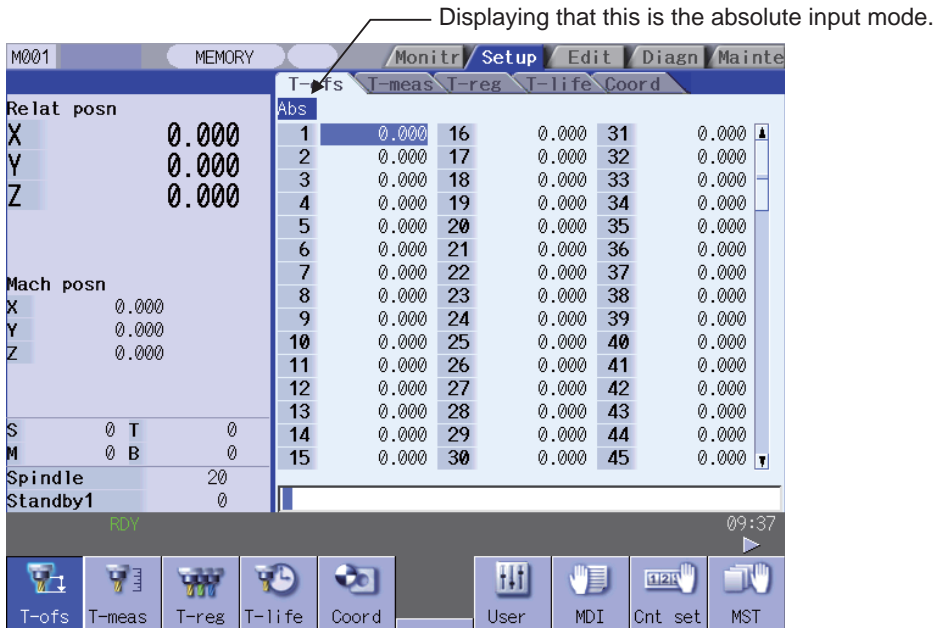 Displaying that this is the absolute input mode.
M001 MEMORY Monitr Setup Edit Diagn Mainte
T-ofs T-meas T-reg T-life Coord
Relat posn
X 0.000
Y 0.000
Z 0.000
Mach posn
X 0.000
Y 0.000
Z 0.000
S 0 T 0
M 0 B 0
Spindle 20
Standby1 0
Abs
1 0.000 16 0.000 31 0.000
2 0.000 17 0.000 32 0.000
3 0.000 18 0.000 33 0.000
4 0.000 19 0.000 34 0.000
5 0.000 20 0.000 35 0.000
6 0.000 21 0.000 36 0.000
7 0.000 22 0.000 37 0.000
8 0.000 23 0.000 38 0.000
9 0.000 24 0.000 39 0.000
10 0.000 25 0.000 40 0.000
11 0.000 26 0.000 41 0.000
12 0.000 27 0.000 42 0.000
13 0.000 28 0.000 43 0.000
14 0.000 29 0.000 44 0.000
15 0.000 30 0.000 45 0.000
RDY 09:37
T-ofs T-meas T-reg T-life Coord User MDI Cnt set MST